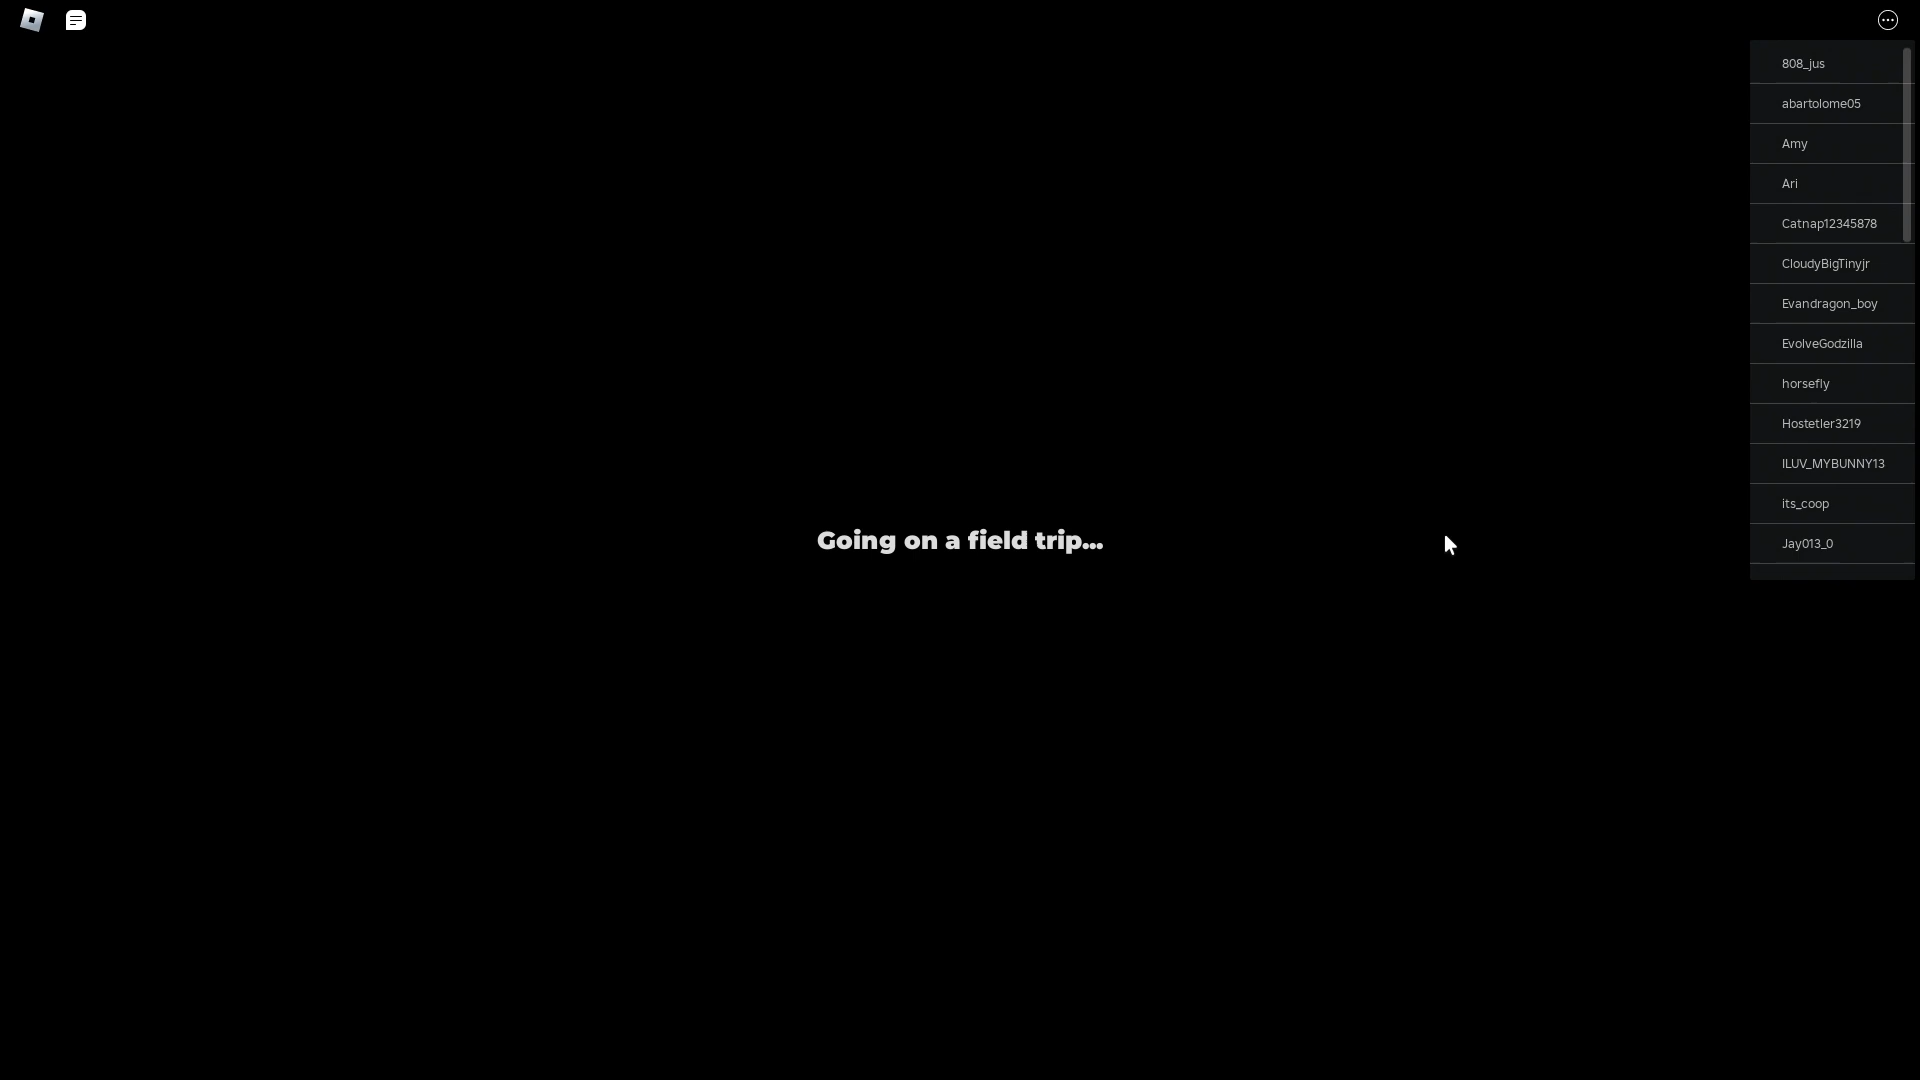 808_jus
abartolome05
Amy
Ari
Catnap12345878
CloudyBigTinyjr
Evandragon_boy
EvolveGodzilla
horsefly
Hostetler3219
ILUV_MYBUNNY13
its_coop
Jay013_0
Going on a field trip...